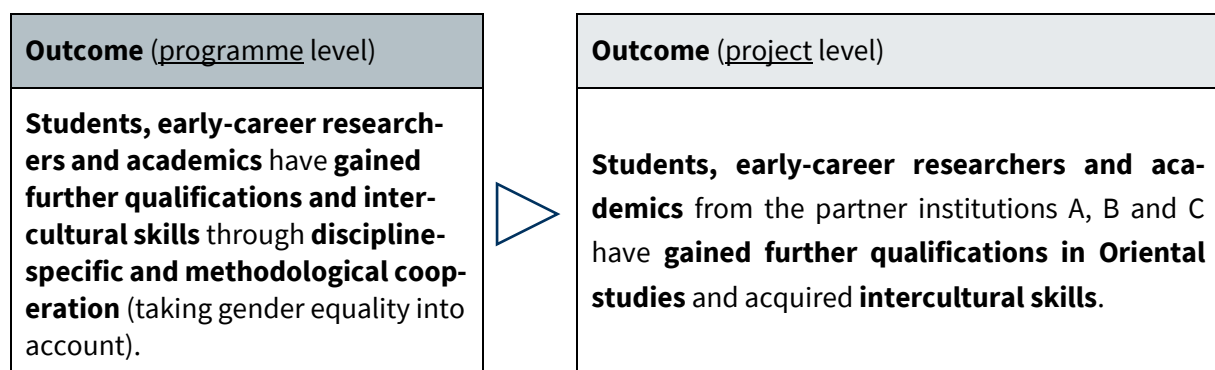 Outcome (programme level)
Students, early-career research-
ers and academics have gained
further qualifications and inter-
cultural skills through discipline-
specific and methodological coop-
eration (taking gender equality into
account).
Outcome (project level)
Students, early-career researchers and aca-
demics from the partner institutions A, B and C
have gained further qualifications in Oriental
studies and acquired intercultural skills.